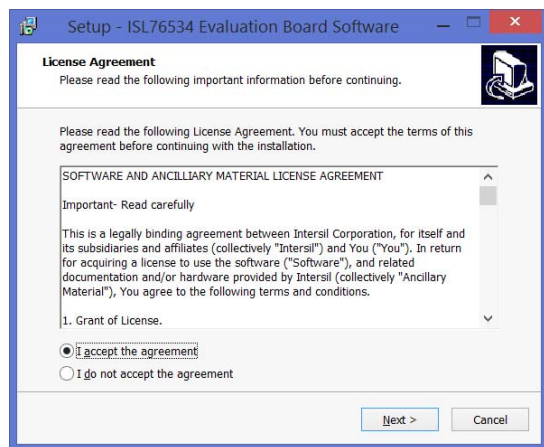 Setup - ISL76534 Evaluation Board Software
License Agreement
Please read the following important information before continuing.
Please read the following License Agreement. You must accept the terms of this
agreement before continuing with the installation.
SOFTWARE AND ANCILLIARY MATERIAL LICENSE AGREEMENT
Important- Read carefully
This is a legally binding agreement between Intersil Corporation, for itself and
its subsidiaries and affiliates (collectively "Intersil") and You ("You"). In return
for acquiring a license to use the software ("Software"), and related
documentation and/or hardware provided by Intersil (collectively "Ancillary
Material"), You agree to the following terms and conditions.
1. Grant of License.
I accept the agreement
I do not accept the agreement
Next >
Cancel